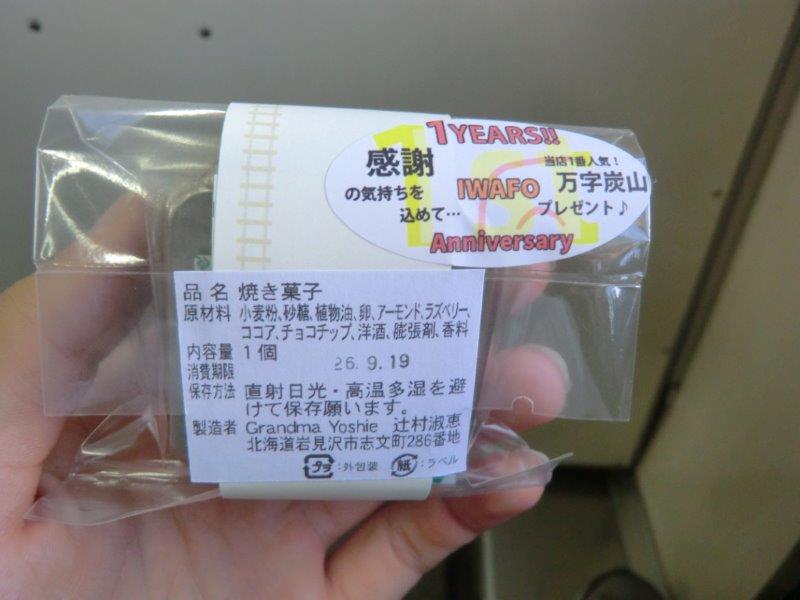 1 YEARS!!
感謝
の気持ちを
込めて…
IWAFO
当店1番人気！
万字炭山
プレゼント♪
1st
Anniversary
品名 焼き菓子
原材料 小麦粉、砂糖、植物油、卵、アーモンド、ラズベリー、
ココア、チョコチップ、洋酒、膨張剤、香料
内容量 1個
消費期限 26.9.19
保存方法 直射日光・高温多湿を避
けて保存願います。
製造者 Grandma Yoshie 辻村淑恵
北海道岩見沢市志文町286番地
プラ:外包装 紙:ラベル